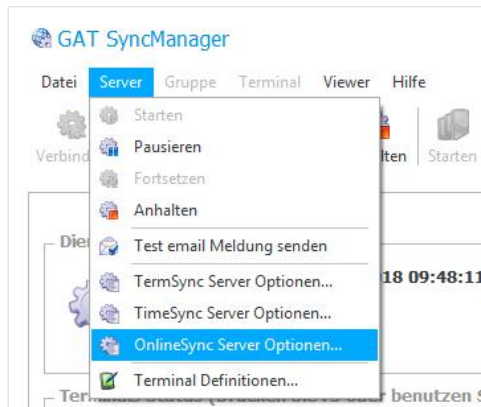 GAT SyncManager
Datei Server Gruppe Terminal Viewer Hilfe
Starten
Pausieren
Fortsetzen
Anhalten
Test email Meldung senden
TermSync Server Optionen...
TimeSync Server Optionen...
OnlineSync Server Optionen...
Terminal Definitionen...
Verbind lten Starten
Die
18 09:48:11
Ter benutzen S